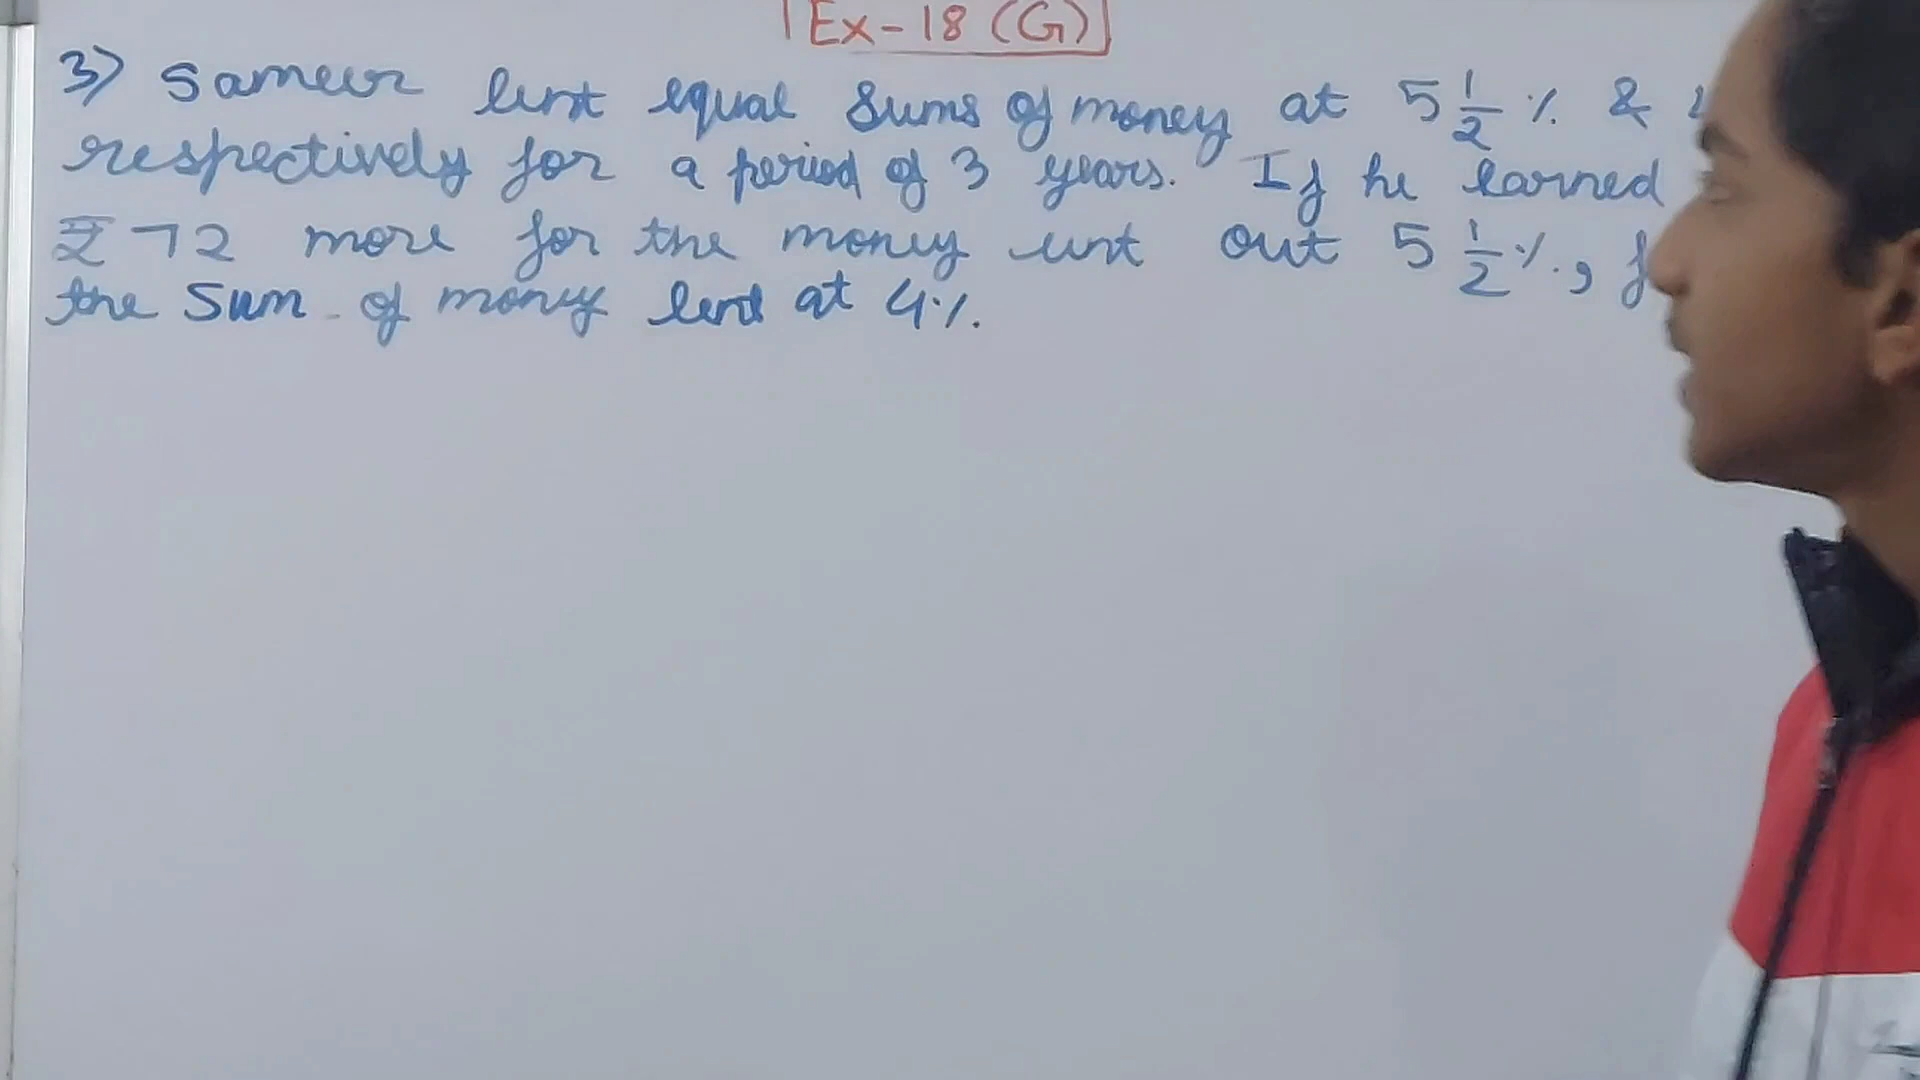 Ex-18 (G)
3) Sameer lent equal sums of money at 5 1/2 % &
respectively for a period of 3 years. If he earned
₹72 more for the money lent out 5 1/2 %.,
the sum of money lend at 4%.